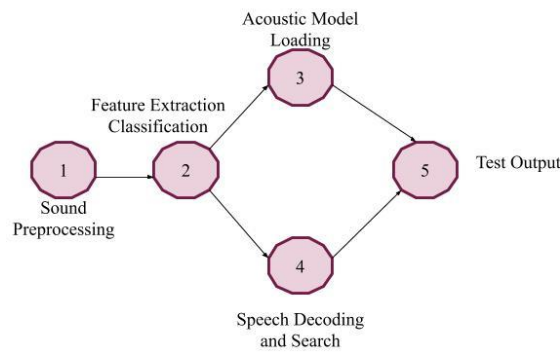 Acoustic Model
Loading
3
Feature Extraction
Classification
1
2
5
Test Output
Sound
Preprocessing
4
Speech Decoding
and Search